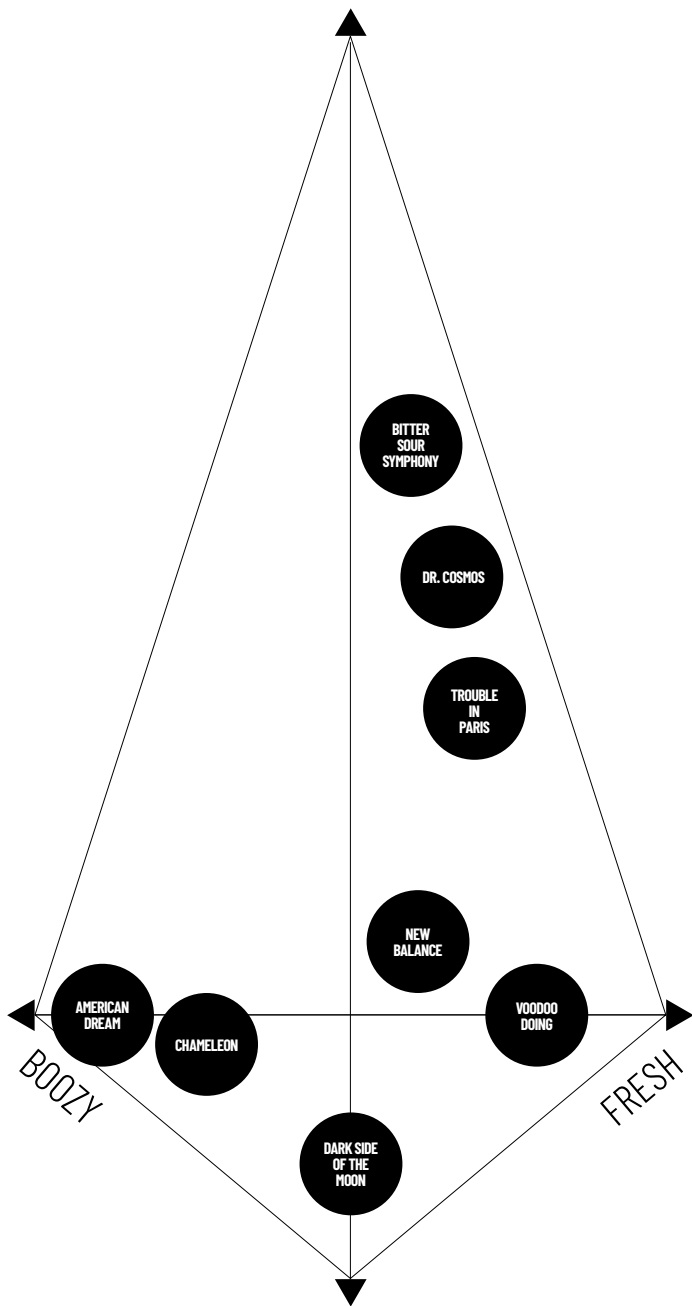 BITTER
SOUR
SYMPHONY
DR. COSMOS
TROUBLE
IN
PARIS
NEW
BALANCE
AMERICAN
DREAM
CHAMELEON
VOODOO
DOING
BOOZY
FRESH
DARK SIDE
OF THE
MOON